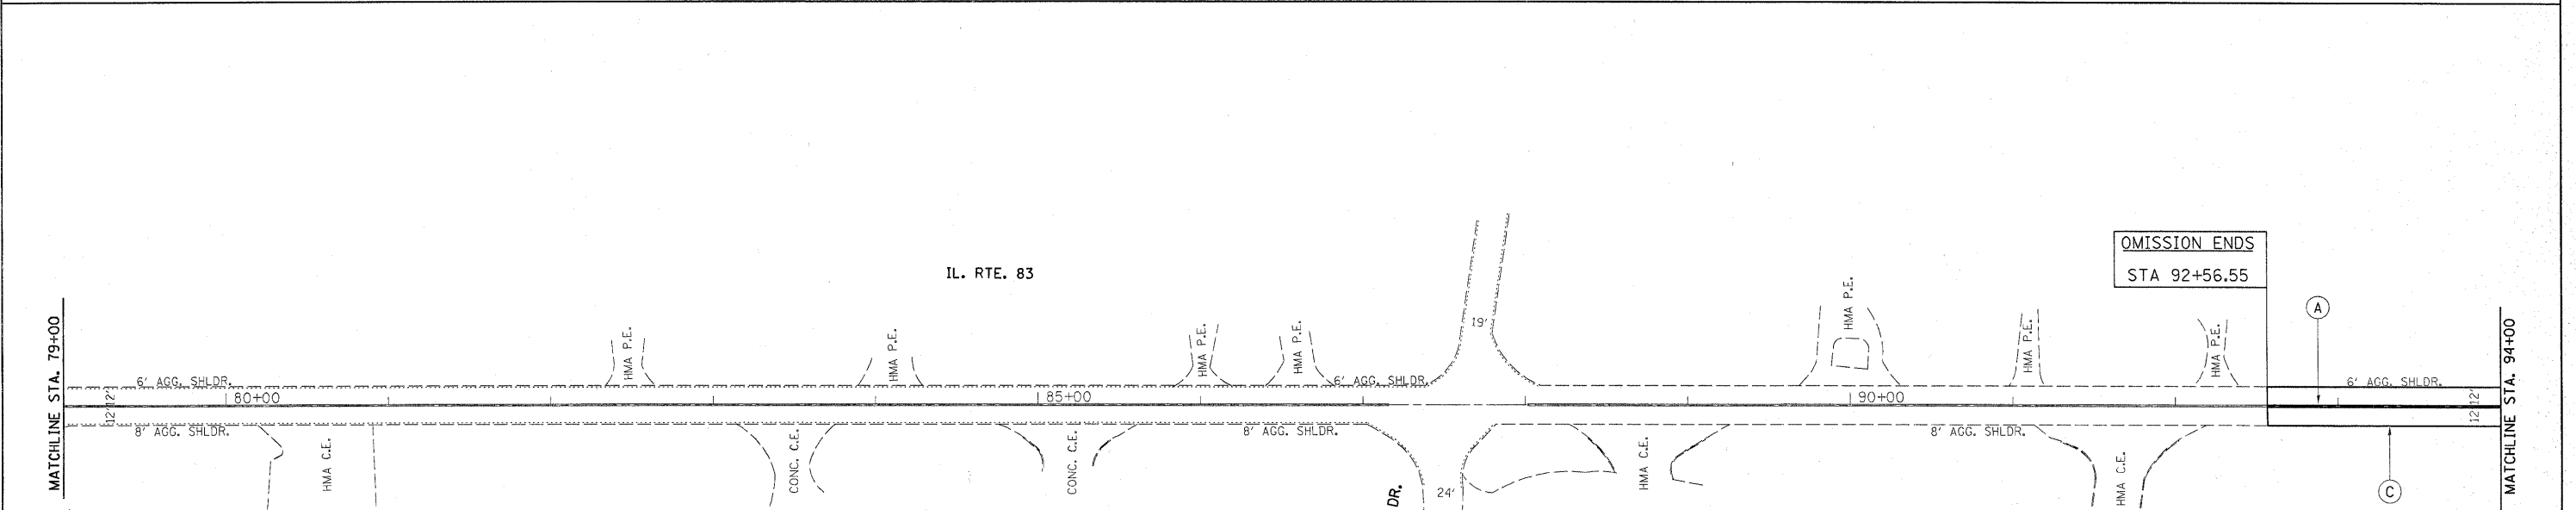 OMISSION ENDS
STA 92+56.55
IL. RTE. 83
MATCHLINE STA. 79+00
MATCHLINE STA. 94+00
A
19'
HMA P.E.
HMA P.E.
HMA P.E.
HMA P.E.
HMA P.E.
HMA P.E.
HMA P.E.
6' AGG. SHLDR.
6' AGG. SHLDR.
6' AGG. SHLDR.
12'
12'
80+00
85+00
90+00
12'
12'
8' AGG. SHLDR.
8' AGG. SHLDR.
8' AGG. SHLDR.
HMA C.E.
CONC. C.E.
CONC. C.E.
DR.
24'
HMA C.E.
HMA C.E.
C